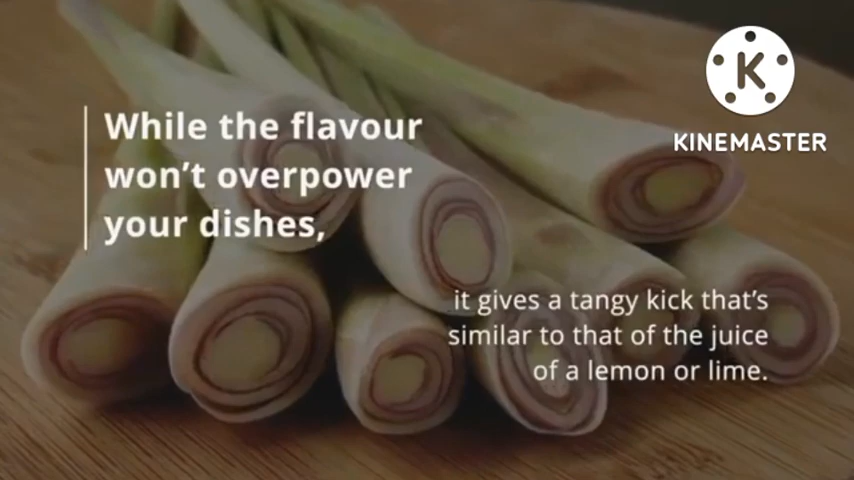 While the flavour
won't overpower
your dishes,
it gives a tangy kick that's
similar to that of the juice
of a lemon or lime.
K
KINEMASTER